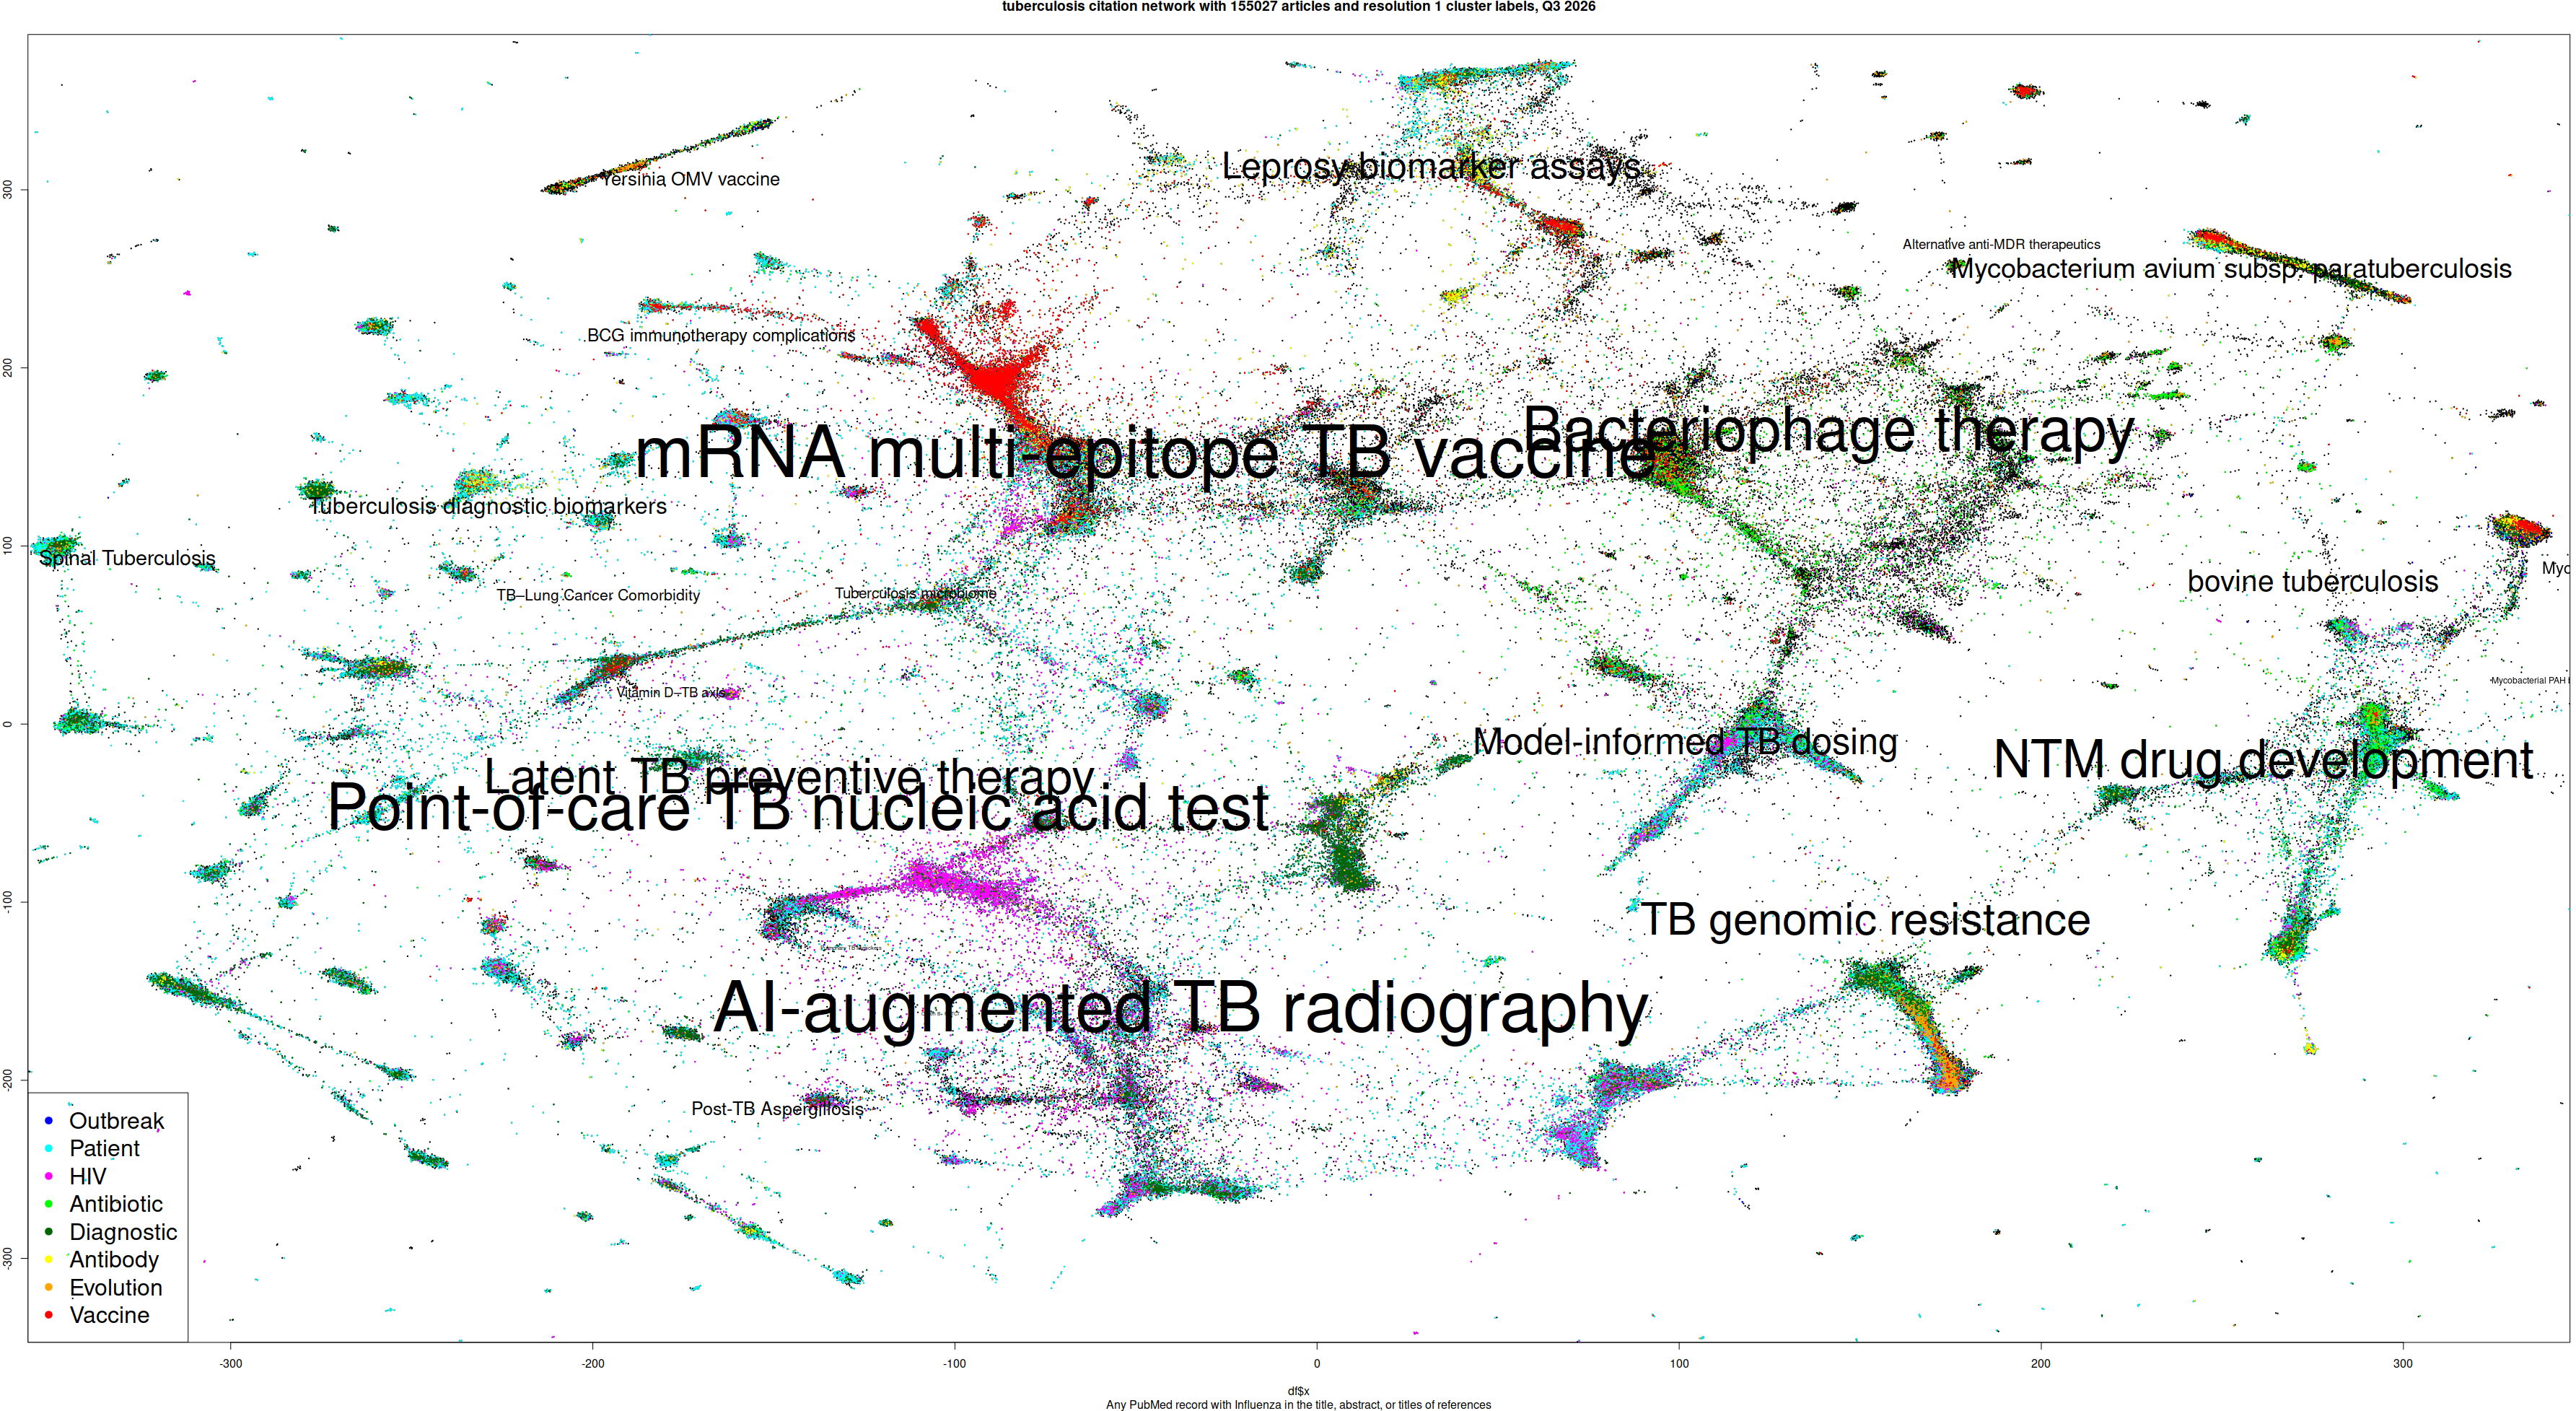 tuberculosis citation network with 155027 articles and resolution 1 cluster labels, Q3 2026
Leprosy biomarker assays
Yersinia OMV vaccine
Alternative anti-MDR therapeutics
Mycobacterium avium subsp. paratuberculosis
BCG immunotherapy complications
Bacteriophage therapy
mRNA multi-epitope TB vaccine
Tuberculosis diagnostic biomarkers
Spinal Tuberculosis
Myc
bovine tuberculosis
TB–Lung Cancer Comorbidity
Tuberculosis microbiome
Mycobacterial PAH
Vitamin D–TB axis
Model-informed TB dosing
NTM drug development
Latent TB preventive therapy
Point-of-care TB nucleic acid test
TB genomic resistance
AI-augmented TB radiography
Post-TB Aspergillosis
Outbreak
Patient
HIV
Antibiotic
Diagnostic
Antibody
Evolution
Vaccine
300
200
100
0
-100
-200
-300
-300 -200 -100 0 100 200 300
df$x
Any PubMed record with Influenza in the title, abstract, or titles of references